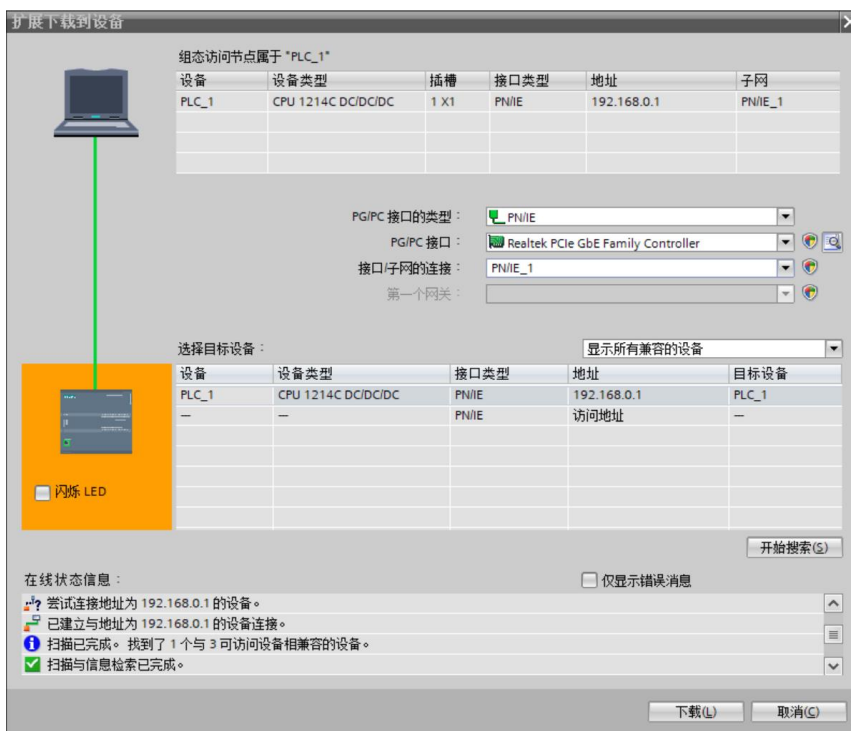 扩展下载到设备
组态访问节点属于 "PLC_1"
设备 设备类型 插槽 接口类型 地址 子网
PLC_1 CPU 1214C DC/DC/DC 1 X1 PN/IE 192.168.0.1 PN/IE_1
PG/PC 接口的类型: PN/IE
PG/PC 接口: Realtek PCIe GbE Family Controller
接口/子网的连接: PN/IE_1
第一个网关:
选择目标设备: 显示所有兼容的设备
设备 设备类型 接口类型 地址 目标设备
PLC_1 CPU 1214C DC/DC/DC PN/IE 192.168.0.1 PLC_1
— — PN/IE 访问地址 —
闪烁 LED
开始搜索(S)
在线状态信息: 仅显示错误消息
尝试连接地址为 192.168.0.1 的设备。
已建立与地址为 192.168.0.1 的设备连接。
扫描已完成。找到了 1 个与 3 可访问设备相兼容的设备。
扫描与信息检索已完成。
下载(L) 取消(C)